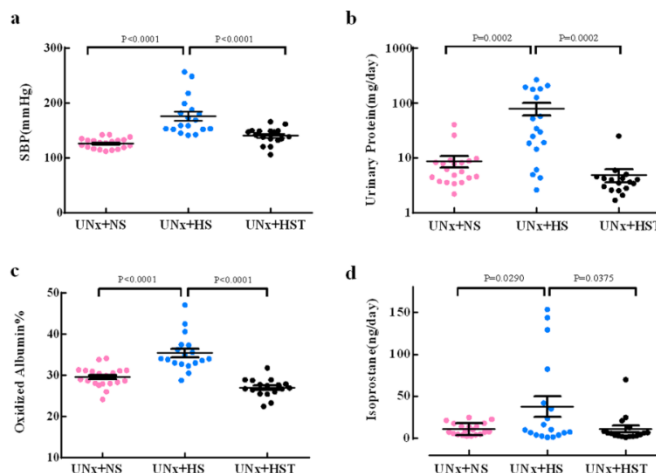 a
P<0.0001 P<0.0001
SBP(mmHg)
300
200
100
0
UNx+NS UNx+HS UNx+HST
b
P=0.0002 P=0.0002
Urinary Protein(mg/day)
1000
100
10
1
UNx+NS UNx+HS UNx+HST
c
P<0.0001 P<0.0001
Oxidized Albumin%
50
40
30
20
10
UNx+NS UNx+HS UNx+HST
d
P=0.0290 P=0.0375
Isoprostane(ng/day)
150
100
50
0
UNx+NS UNx+HS UNx+HST